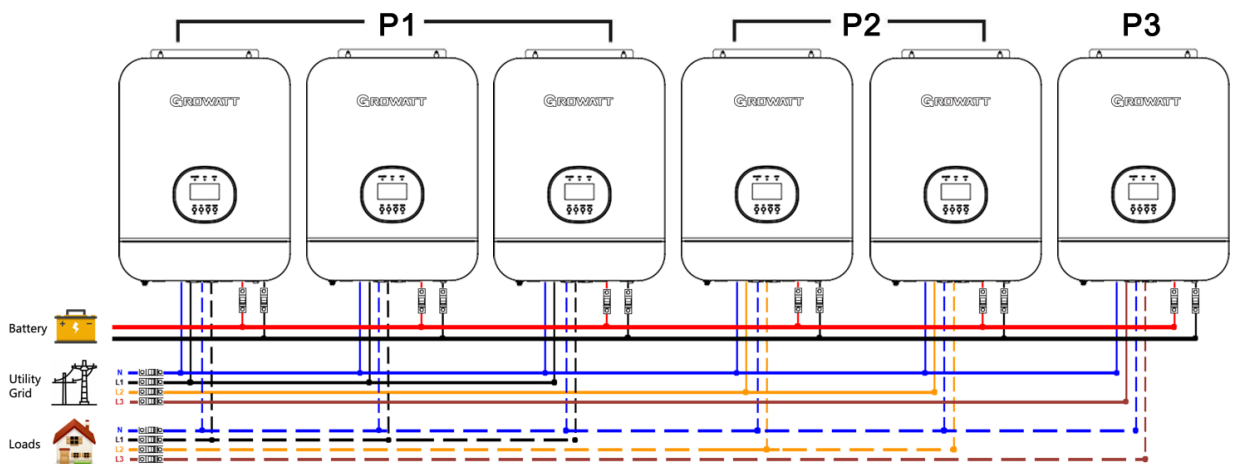 P1
P2
P3
GROWATT
GROWATT
GROWATT
GROWATT
GROWATT
GROWATT
Battery
+ -
Utility
Grid
N
L1
L2
L3
Loads
N
L1
L2
L3